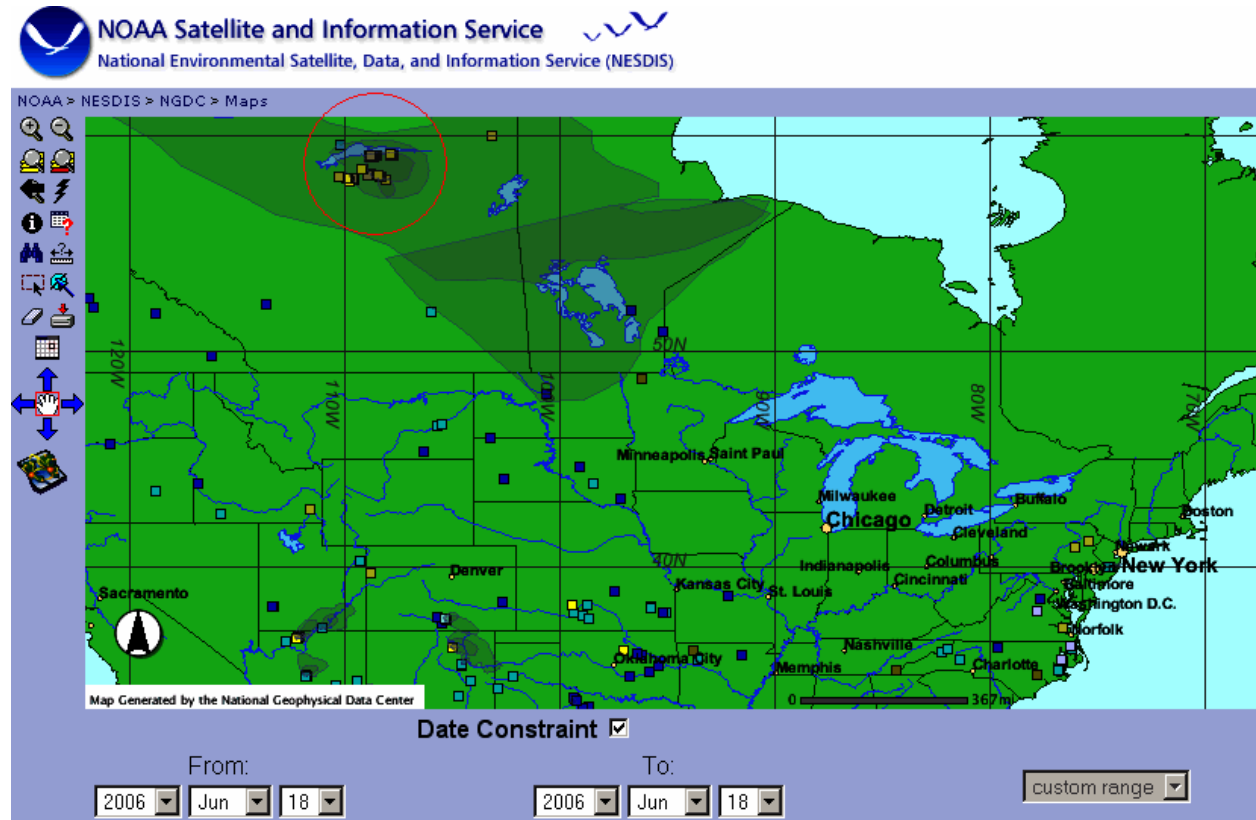 NOAA Satellite and Information Service
National Environmental Satellite, Data, and Information Service (NESDIS)
NOAA > NESDIS > NGDC > Maps
50N
120W
110W
100W
90W
80W
70W
Minneapolis Saint Paul
Milwaukee
Chicago
Detroit
Buffalo
Boston
Cleveland
Newark
40N
Indianapolis
Columbus
Brooklyn
New York
Denver
Kansas City
St. Louis
Cincinnati
Baltimore
Sacramento
Washington D.C.
Norfolk
Nashville
Oklahoma City
Memphis
Charlotte
Map Generated by the National Geophysical Data Center
0 367mi
Date Constraint
From:
To:
2006 Jun 18
2006 Jun 18
custom range